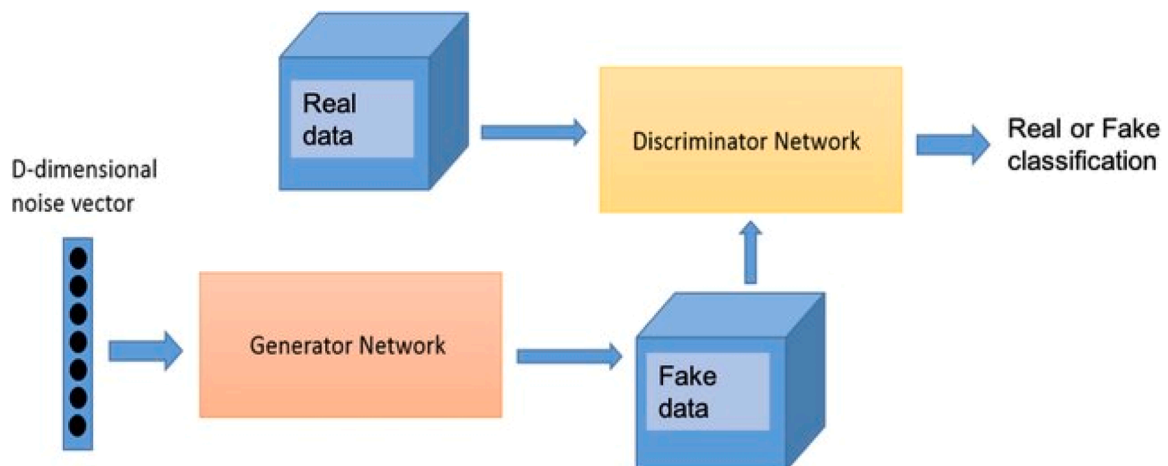 Real
data
Discriminator Network
Real or Fake
classification
D-dimensional
noise vector
Generator Network
Fake
data